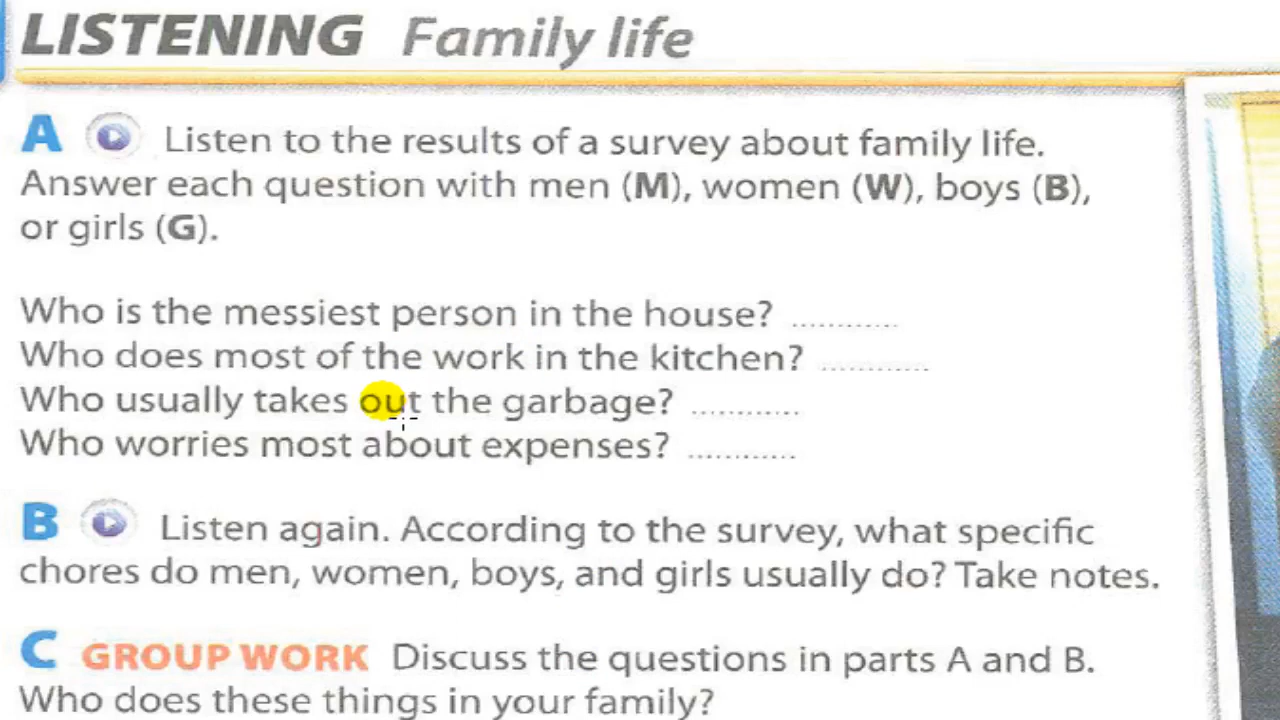 LISTENING Family life
A Listen to the results of a survey about family life.
Answer each question with men (M), women (W), boys (B),
or girls (G).
Who is the messiest person in the house? ............
Who does most of the work in the kitchen? ............
Who usually takes out the garbage? ............
Who worries most about expenses? ............
B Listen again. According to the survey, what specific
chores do men, women, boys, and girls usually do? Take notes.
C GROUP WORK Discuss the questions in parts A and B.
Who does these things in your family?